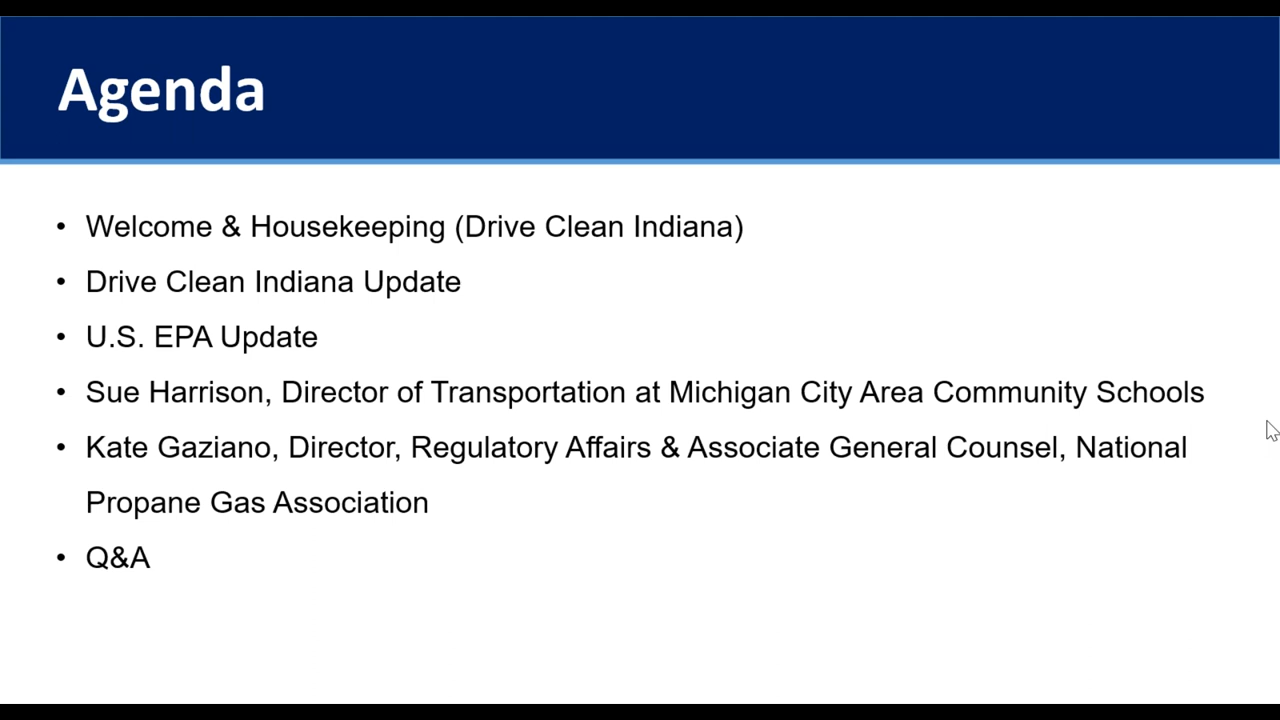 Agenda
• Welcome & Housekeeping (Drive Clean Indiana)
• Drive Clean Indiana Update
• U.S. EPA Update
• Sue Harrison, Director of Transportation at Michigan City Area Community Schools
• Kate Gaziano, Director, Regulatory Affairs & Associate General Counsel, National
Propane Gas Association
• Q&A